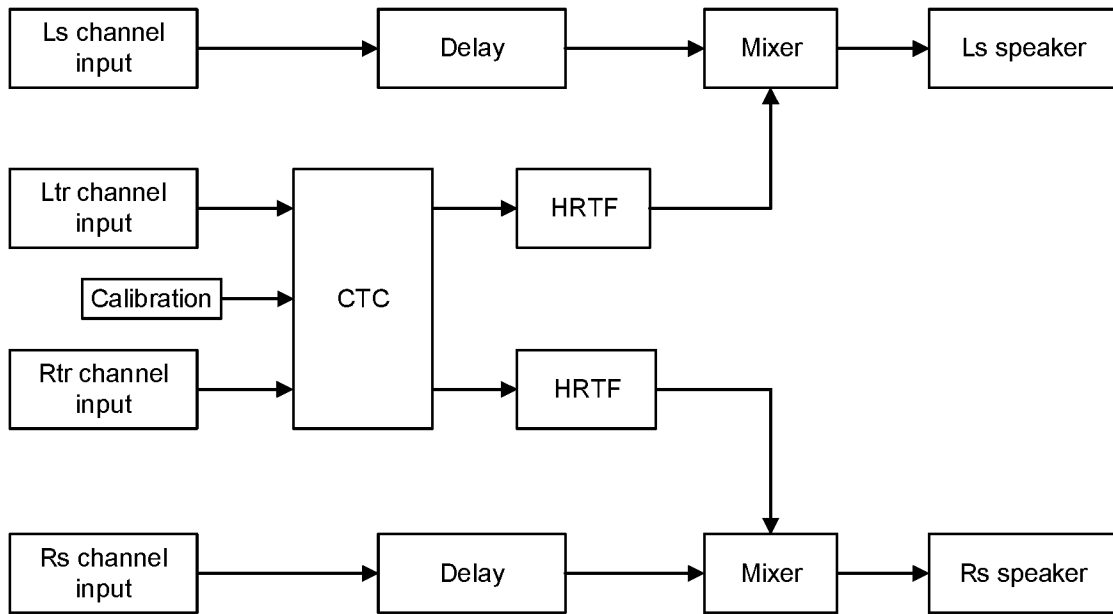 Ls channel
input
Delay
Mixer
Ls speaker
Ltr channel
input
HRTF
Calibration
CTC
Rtr channel
input
HRTF
Rs channel
input
Delay
Mixer
Rs speaker